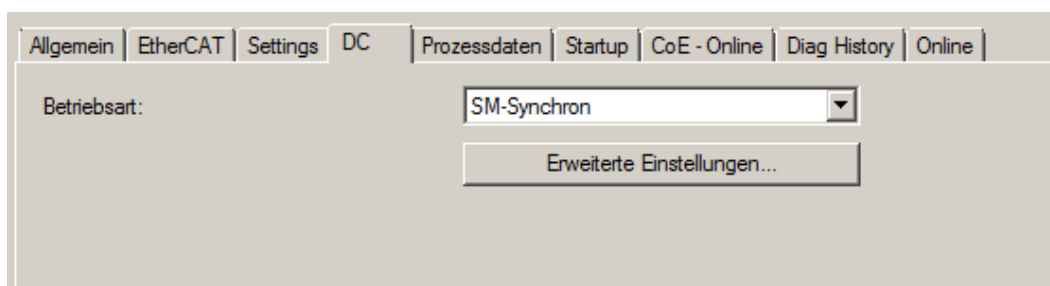 Allgemein EtherCAT Settings DC Prozessdaten Startup CoE - Online Diag History Online
Betriebsart: SM-Synchron
Erweiterte Einstellungen...